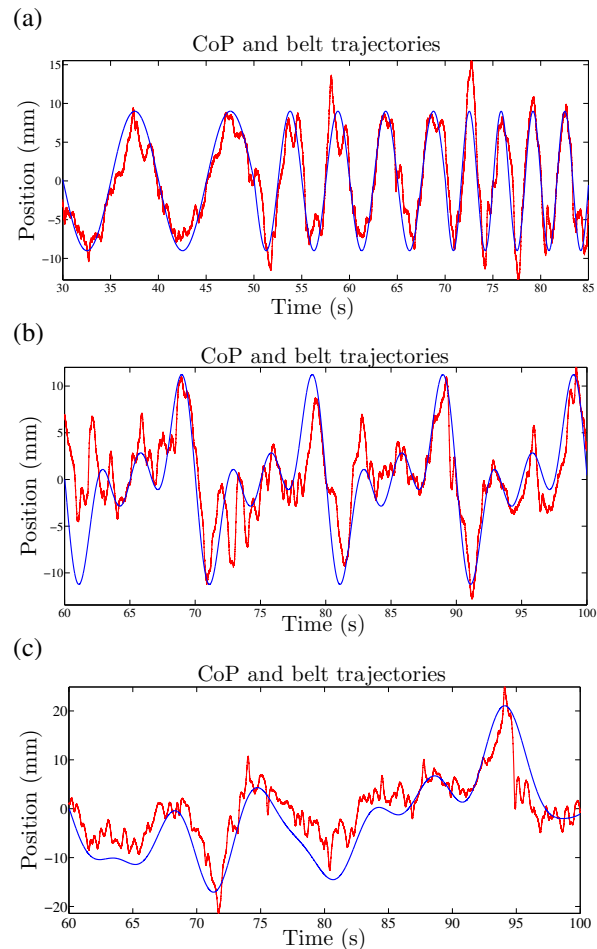 (a)
CoP and belt trajectories
Position (mm)
15
10
5
0
−5
−10
30 35 40 45 50 55 60 65 70 75 80 85
Time (s)
(b)
CoP and belt trajectories
Position (mm)
10
5
0
−5
−10
60 65 70 75 80 85 90 95 100
Time (s)
(c)
CoP and belt trajectories
Position (mm)
20
10
0
−10
−20
60 65 70 75 80 85 90 95 100
Time (s)